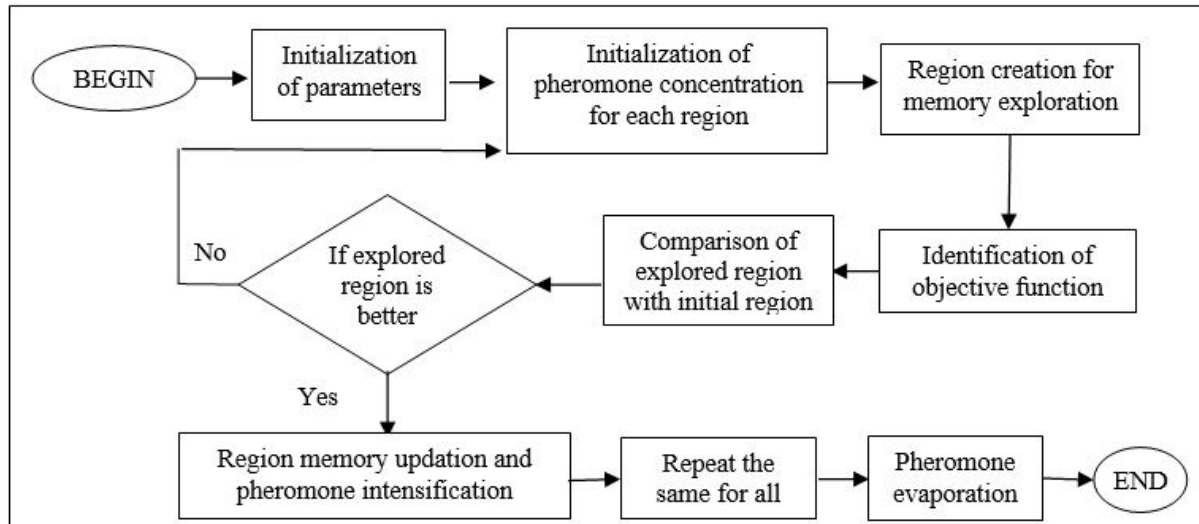 BEGIN
Initialization
of parameters
Initialization of
pheromone concentration
for each region
Region creation for
memory exploration
Identification of
objective function
Comparison of
explored region
with initial region
If explored
region is
better
No
Yes
Region memory updation and
pheromone intensification
Repeat the
same for all
Pheromone
evaporation
END